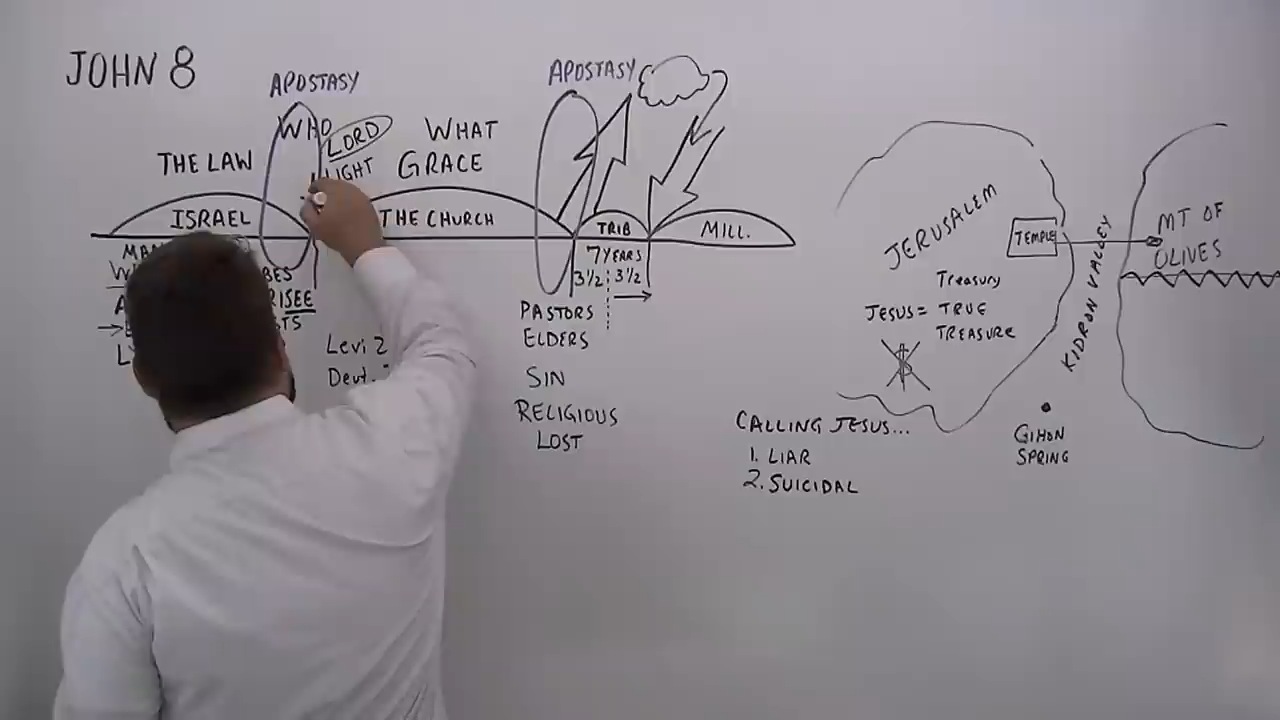 JOHN 8
APOSTASY
WHO
LORD
LIGHT
THE LAW
ISRAEL
WHAT
GRACE
THE CHURCH
APOSTASY
TRIB
MILL.
7 YEARS
3½ 3½
Levi 2
PASTORS
ELDERS
SIN
RELIGIOUS
LOST
JERUSALEM
TEMPLE
KIDRON VALLEY
MT OF
OLIVES
Treasury
JESUS = TRUE
TREASURE
$
GIHON
SPRING
CALLING JESUS...
1. LIAR
2. SUICIDAL